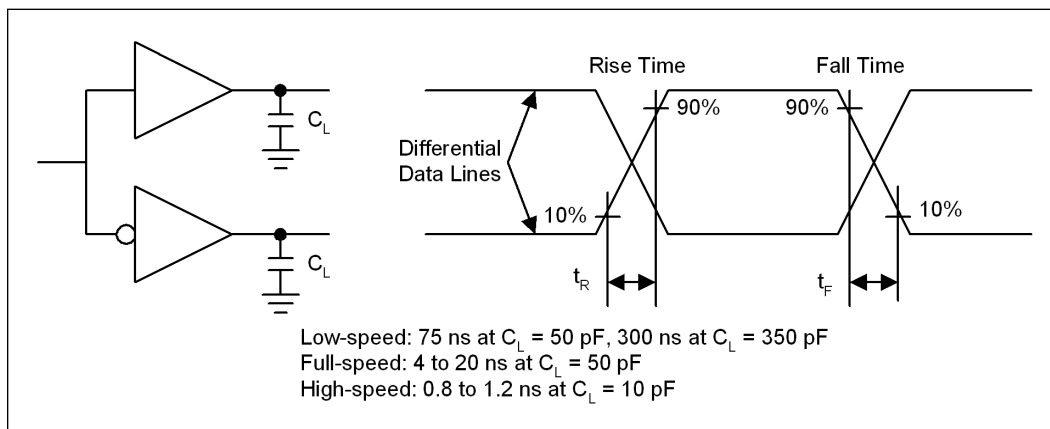 Rise Time
Fall Time
C_L
90%
90%
Differential
Data Lines
10%
10%
C_L
t_R
t_F
Low-speed: 75 ns at C_L = 50 pF, 300 ns at C_L = 350 pF
Full-speed: 4 to 20 ns at C_L = 50 pF
High-speed: 0.8 to 1.2 ns at C_L = 10 pF